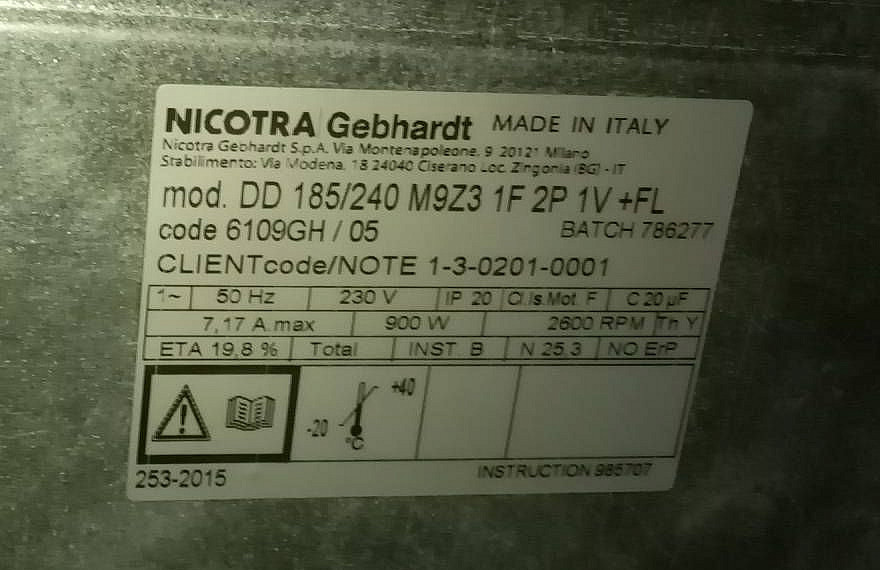 NICOTRA Gebhardt MADE IN ITALY
Nicotra Gebhardt S.p.A. Via Montenapoleone, 9 20121 Milano
Stabilimento: Via Modena, 18 24040 Ciserano Loc. Zingonia (BG) - IT
mod. DD 185/240 M9Z3 1F 2P 1V +FL
code 6109GH / 05 BATCH 786277
CLIENTcode/NOTE 1-3-0201-0001
1~ 50 Hz 230 V IP 20 Cl.Is.Mot. F C 20 µF
7,17 A.max 900 W 2600 RPM Th Y
ETA 19,8 % Total INST. B N 25,3 NO ErP
+40
-20
°C
253-2015 INSTRUCTION 985707